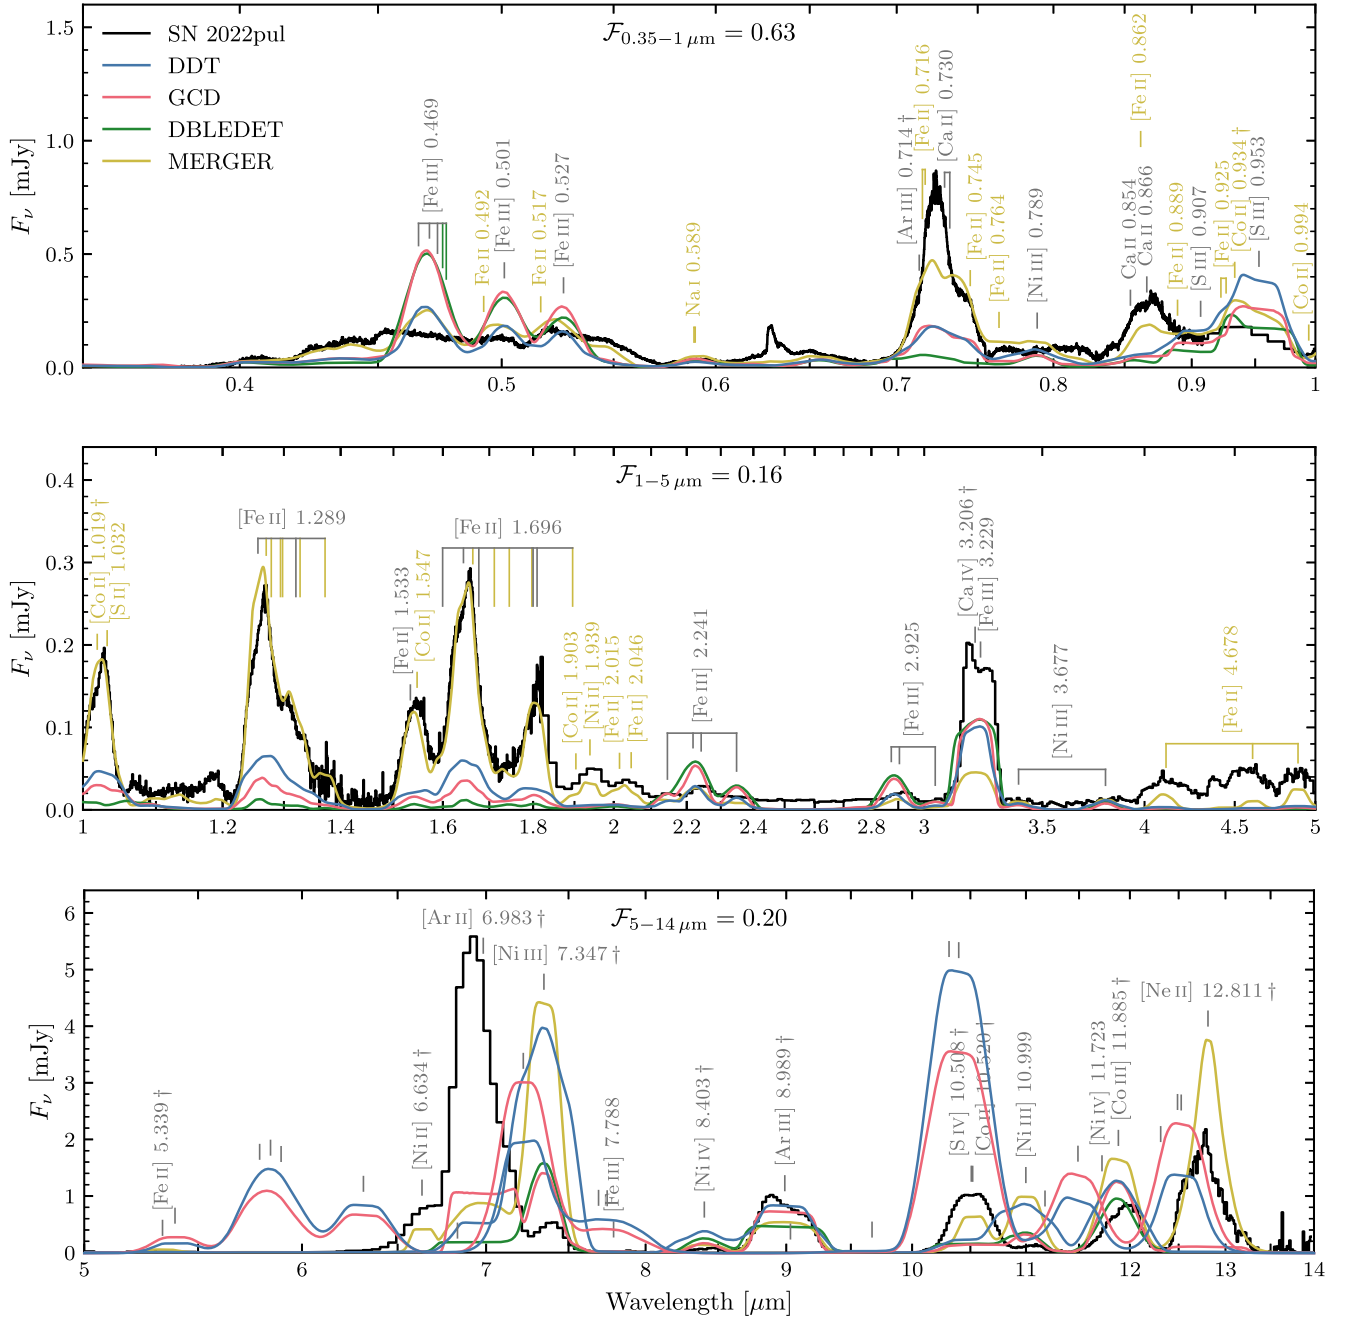 1.5
1.0
0.5
0.0
F_ν [mJy]
SN 2022pul
DDT
GCD
DBLEDET
MERGER
ℱ_{0.35−1 μm} = 0.63
[Fe III] 0.469
Fe II 0.492
[Fe III] 0.501
Fe II 0.517
[Fe III] 0.527
Na I 0.589
[Ar III] 0.714 †
[Fe II] 0.716
[Ca II] 0.730
[Fe II] 0.745
[Fe II] 0.764
[Ni III] 0.789
Ca II 0.854
[Fe II] 0.862
Ca II 0.866
[Fe II] 0.889
[S III] 0.907
[Fe II] 0.925
[Co II] 0.934 †
[S III] 0.953
[Co II] 0.994
0.4 0.5 0.6 0.7 0.8 0.9 1
0.4
0.3
0.2
0.1
0.0
F_ν [mJy]
ℱ_{1−5 μm} = 0.16
[Co II] 1.019 †
[S II] 1.032
[Fe II] 1.289
[Fe II] 1.533
[Co II] 1.547
[Fe II] 1.696
[Co II] 1.903
[Ni II] 1.939
[Fe II] 2.015
[Fe II] 2.046
[Fe III] 2.241
[Fe III] 2.925
[Ca IV] 3.206 †
[Fe III] 3.229
[Ni III] 3.677
[Fe II] 4.678
1 1.2 1.4 1.6 1.8 2 2.2 2.4 2.6 2.8 3 3.5 4 4.5 5
6
5
4
3
2
1
0
F_ν [mJy]
ℱ_{5−14 μm} = 0.20
[Fe II] 5.339 †
[Ni II] 6.634 †
[Ar II] 6.983 †
[Ni III] 7.347 †
[Fe III] 7.788
[Ni IV] 8.403 †
[Ar III] 8.989 †
[S IV] 10.508 †
[Co II] 10.520 †
[Ni III] 10.999
[Ni IV] 11.723
[Co III] 11.885 †
[Ne II] 12.811 †
5 6 7 8 9 10 11 12 13 14
Wavelength [μm]